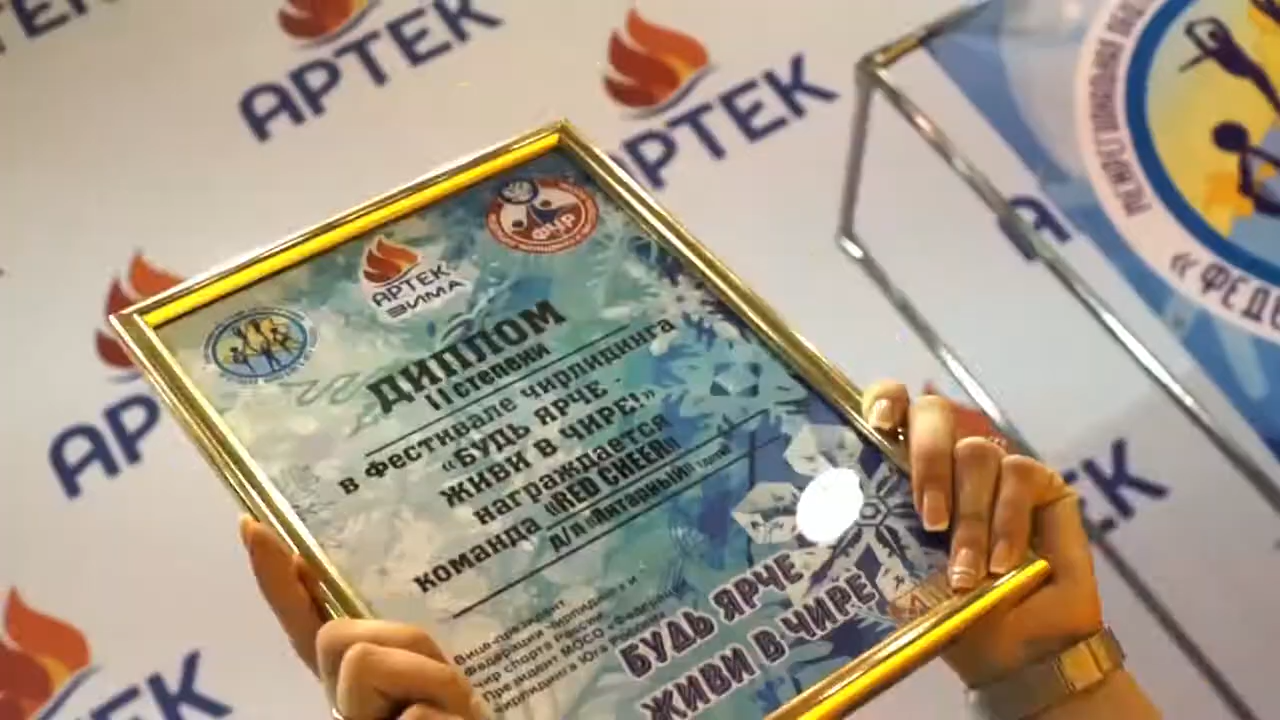 АРТЕК
АРТЕК
АРТЕК
АРТЕК
ФЧР
АРТЕК
ЗИМА
ДИПЛОМ
II степени
в фестивале чирлидинга
«БУДЬ ЯРЧЕ -
ЖИВИ В ЧИРЕ!»
награждается
команда «RED CHEER»
д/л «Янтарный»
Вице-президент
Федерации чирлидинга и
чир спорта России
Президент МОСО «Федерация
чирлидинга Юга России»
БУДЬ ЯРЧЕ
ЖИВИ В ЧИРЕ